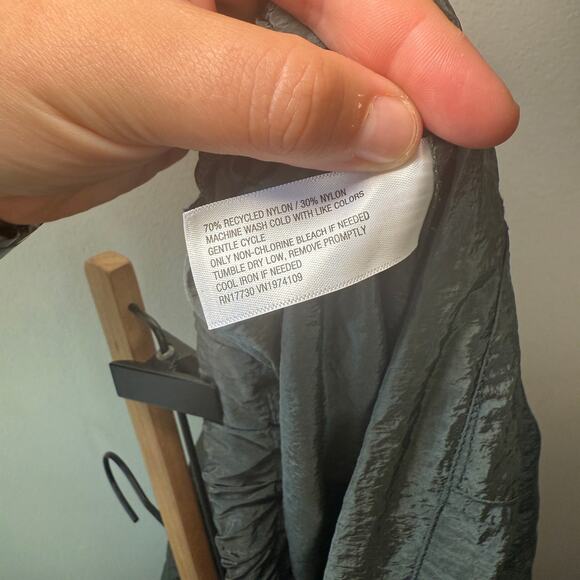 70% RECYCLED NYLON / 30% NYLON
MACHINE WASH COLD WITH LIKE COLORS
GENTLE CYCLE
ONLY NON-CHLORINE BLEACH IF NEEDED
TUMBLE DRY LOW, REMOVE PROMPTLY
COOL IRON IF NEEDED
RN17730 VN1974109